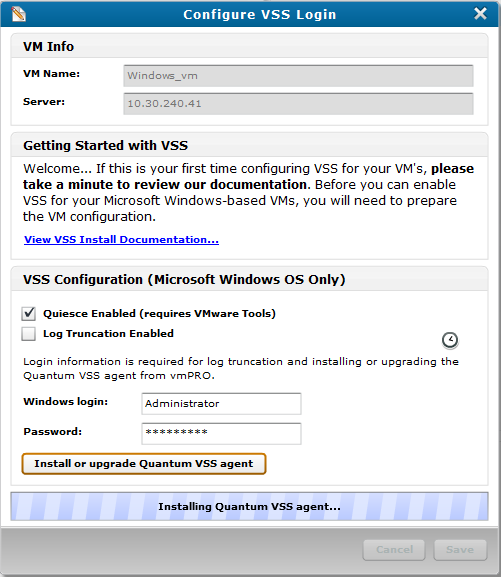 Configure VSS Login
VM Info
VM Name: Windows_vm
Server: 10.30.240.41
Getting Started with VSS
Welcome... If this is your first time configuring VSS for your VM's, please
take a minute to review our documentation. Before you can enable
VSS for your Microsoft Windows-based VMs, you will need to prepare
the VM configuration.
View VSS Install Documentation...
VSS Configuration (Microsoft Windows OS Only)
Quiesce Enabled (requires VMware Tools)
Log Truncation Enabled
Login information is required for log truncation and installing or upgrading the
Quantum VSS agent from vmPRO.
Windows login: Administrator
Password: *********
Install or upgrade Quantum VSS agent
Installing Quantum VSS agent...
Cancel Save